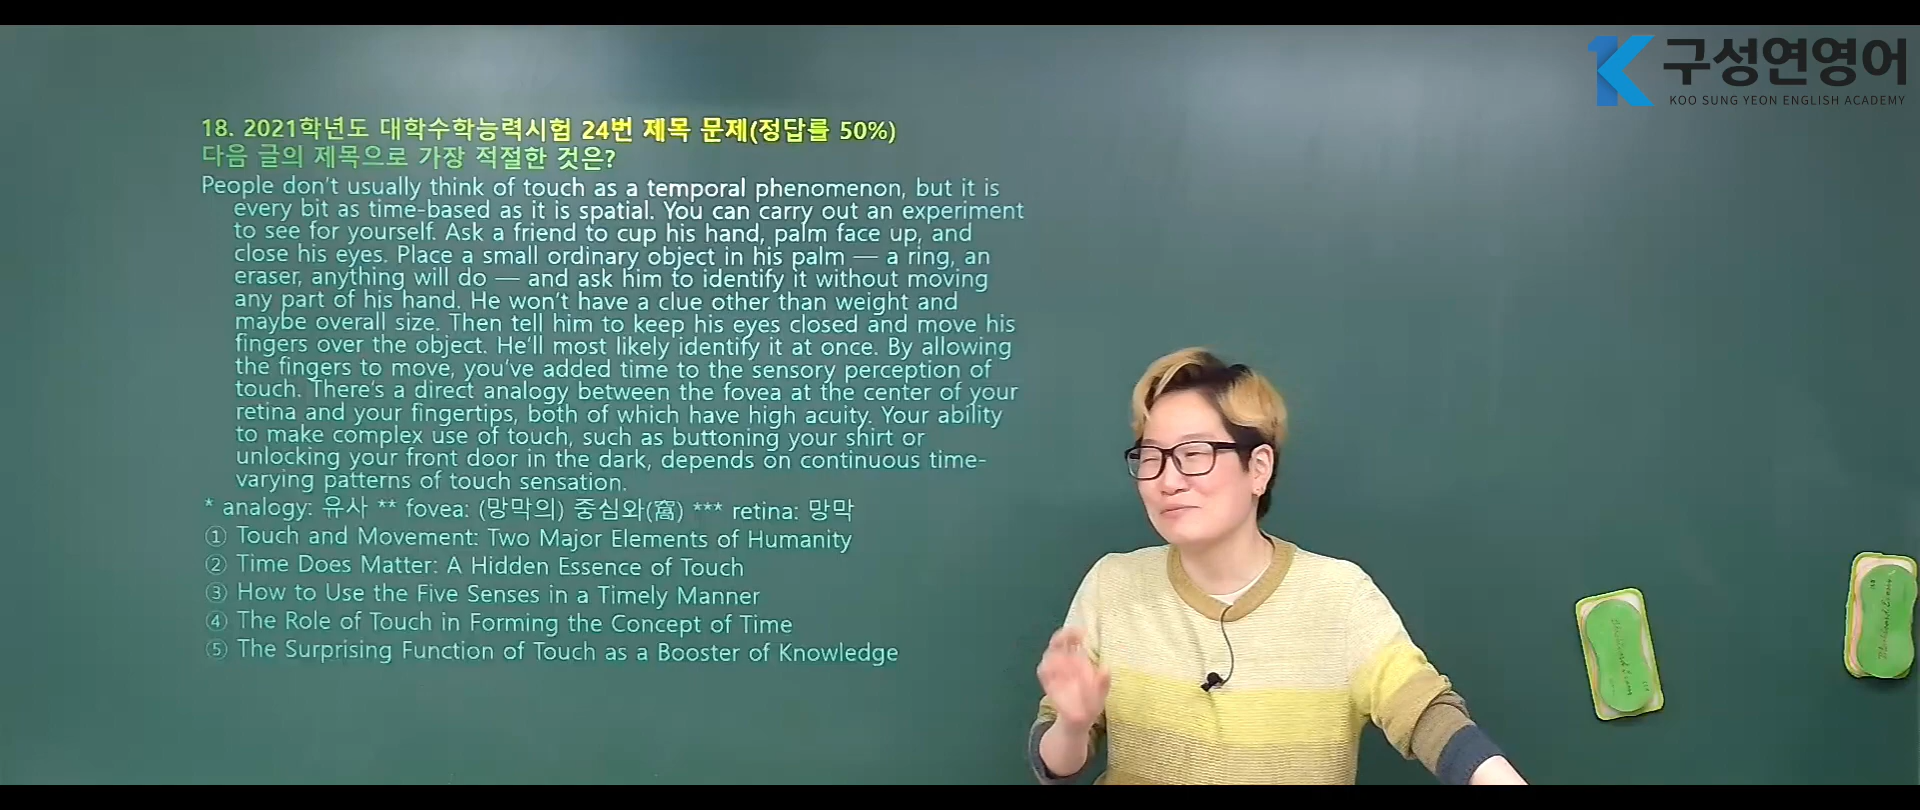 구성연영어
KOO SUNG YEON ENGLISH ACADEMY
18. 2021학년도 대학수학능력시험 24번 제목 문제(정답률 50%)
다음 글의 제목으로 가장 적절한 것은?
People don't usually think of touch as a temporal phenomenon, but it is
every bit as time-based as it is spatial. You can carry out an experiment
to see for yourself. Ask a friend to cup his hand, palm face up, and
close his eyes. Place a small ordinary object in his palm — a ring, an
eraser, anything will do — and ask him to identify it without moving
any part of his hand. He won't have a clue other than weight and
maybe overall size. Then tell him to keep his eyes closed and move his
fingers over the object. He'll most likely identify it at once. By allowing
the fingers to move, you've added time to the sensory perception of
touch. There's a direct analogy between the fovea at the center of your
retina and your fingertips, both of which have high acuity. Your ability
to make complex use of touch, such as buttoning your shirt or
unlocking your front door in the dark, depends on continuous time-
varying patterns of touch sensation.
* analogy: 유사 ** fovea: (망막의) 중심와(窩) *** retina: 망막
① Touch and Movement: Two Major Elements of Humanity
② Time Does Matter: A Hidden Essence of Touch
③ How to Use the Five Senses in a Timely Manner
④ The Role of Touch in Forming the Concept of Time
⑤ The Surprising Function of Touch as a Booster of Knowledge